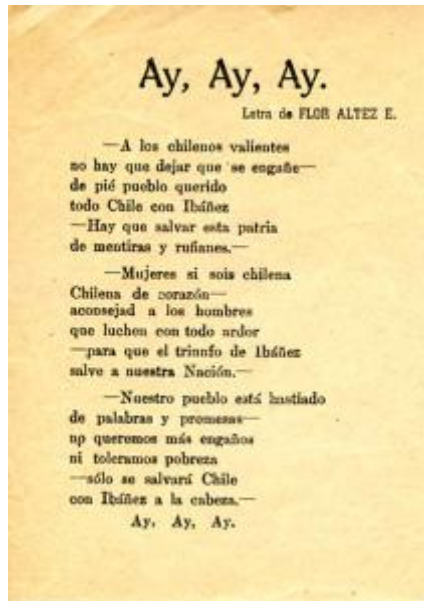 Ay, Ay, Ay.
Letra de FLOR ALTEZ E.
—A los chilenos valientes
no hay que dejar que se engañe—
de pié pueblo querido
todo Chile con Ibáñez
—Hay que salvar esta patria
de mentiras y rufianes.—
—Mujeres si sois chilena
Chilena de corazón—
aconsejad a los hombres
que luchen con todo ardor
—para que el triunfo de Ibáñez
salve a nuestra Nación.—
—Nuestro pueblo está hastiado
de palabras y promesas—
no queremos más engaños
ni toleramos pobreza
—sólo se salvará Chile
con Ibáñez a la cabeza.—
Ay, Ay, Ay.